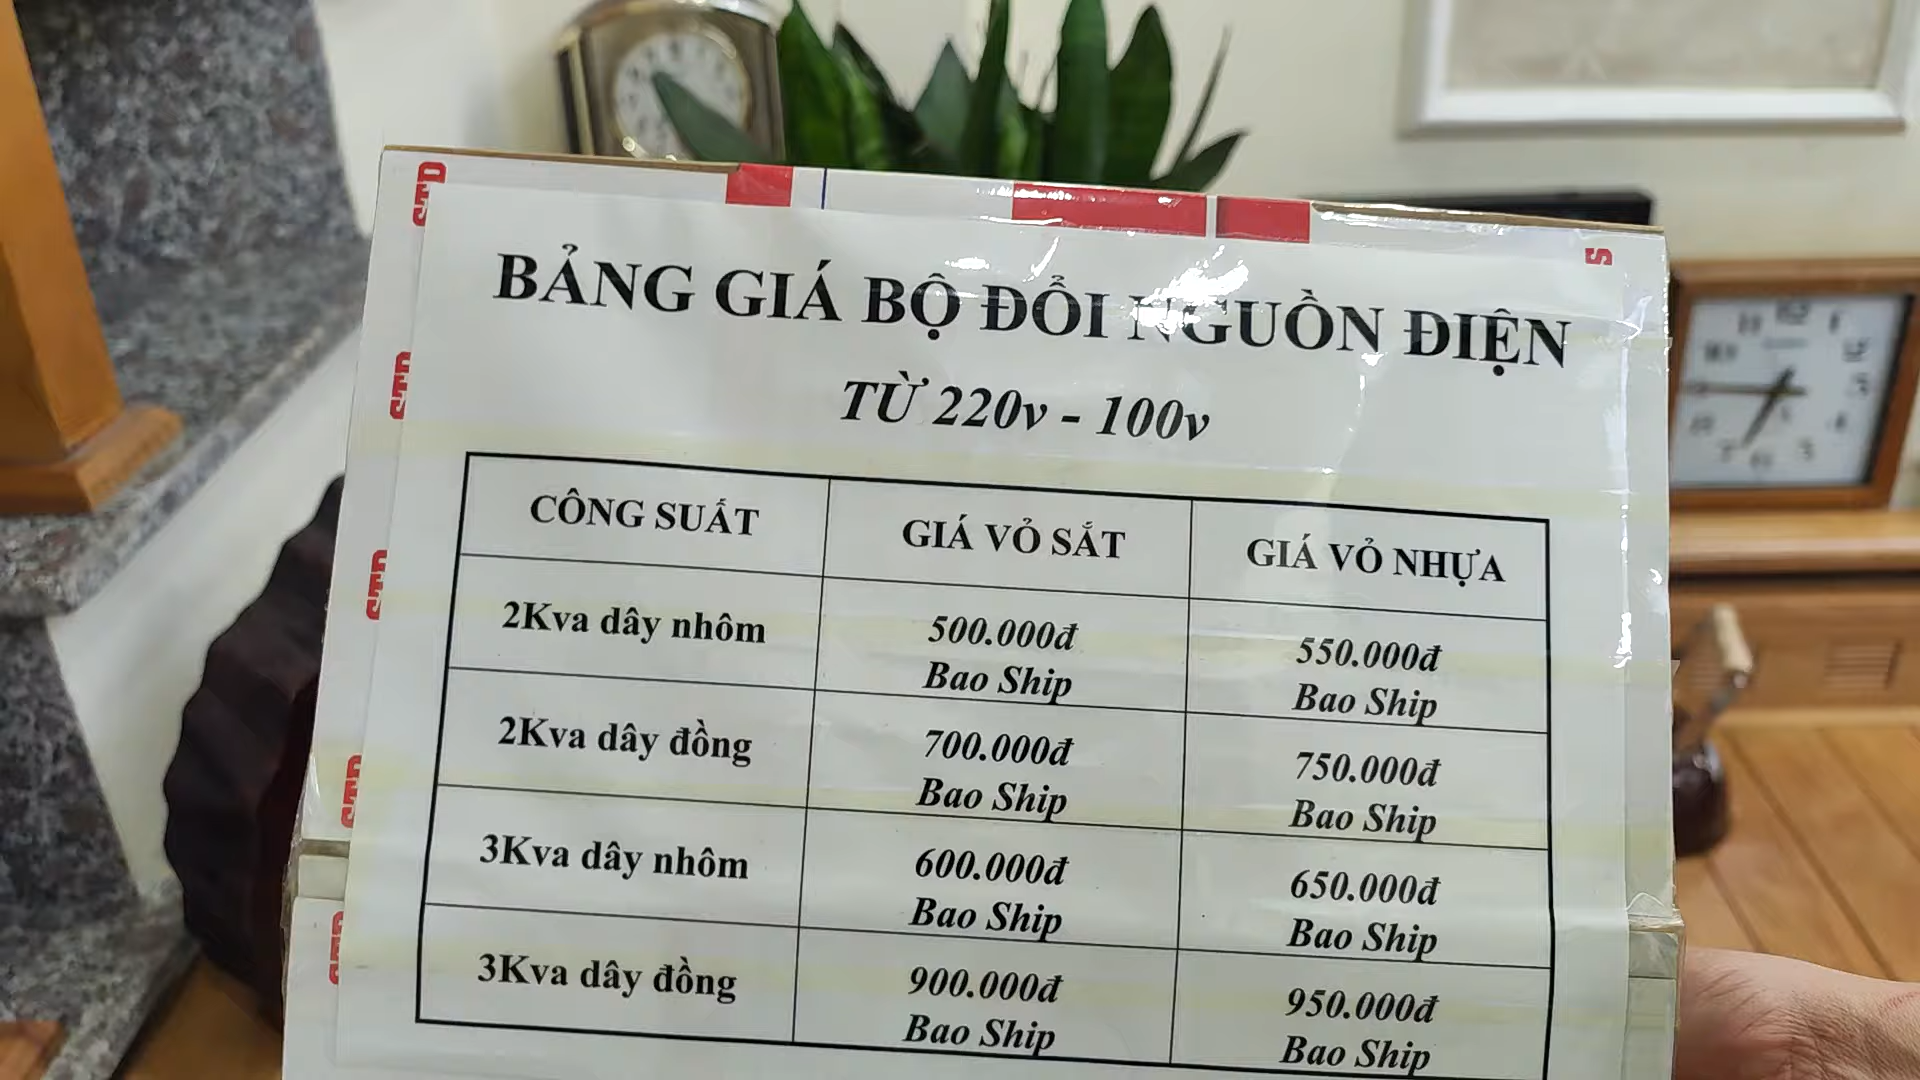 BẢNG GIÁ BỘ ĐỔI NGUỒN ĐIỆN
TỪ 220v - 100v
CÔNG SUẤT GIÁ VỎ SẮT GIÁ VỎ NHỰA
2Kva dây nhôm 500.000đ 550.000đ
Bao Ship Bao Ship
2Kva dây đồng 700.000đ 750.000đ
Bao Ship Bao Ship
3Kva dây nhôm 600.000đ 650.000đ
Bao Ship Bao Ship
3Kva dây đồng 900.000đ 950.000đ
Bao Ship Bao Ship